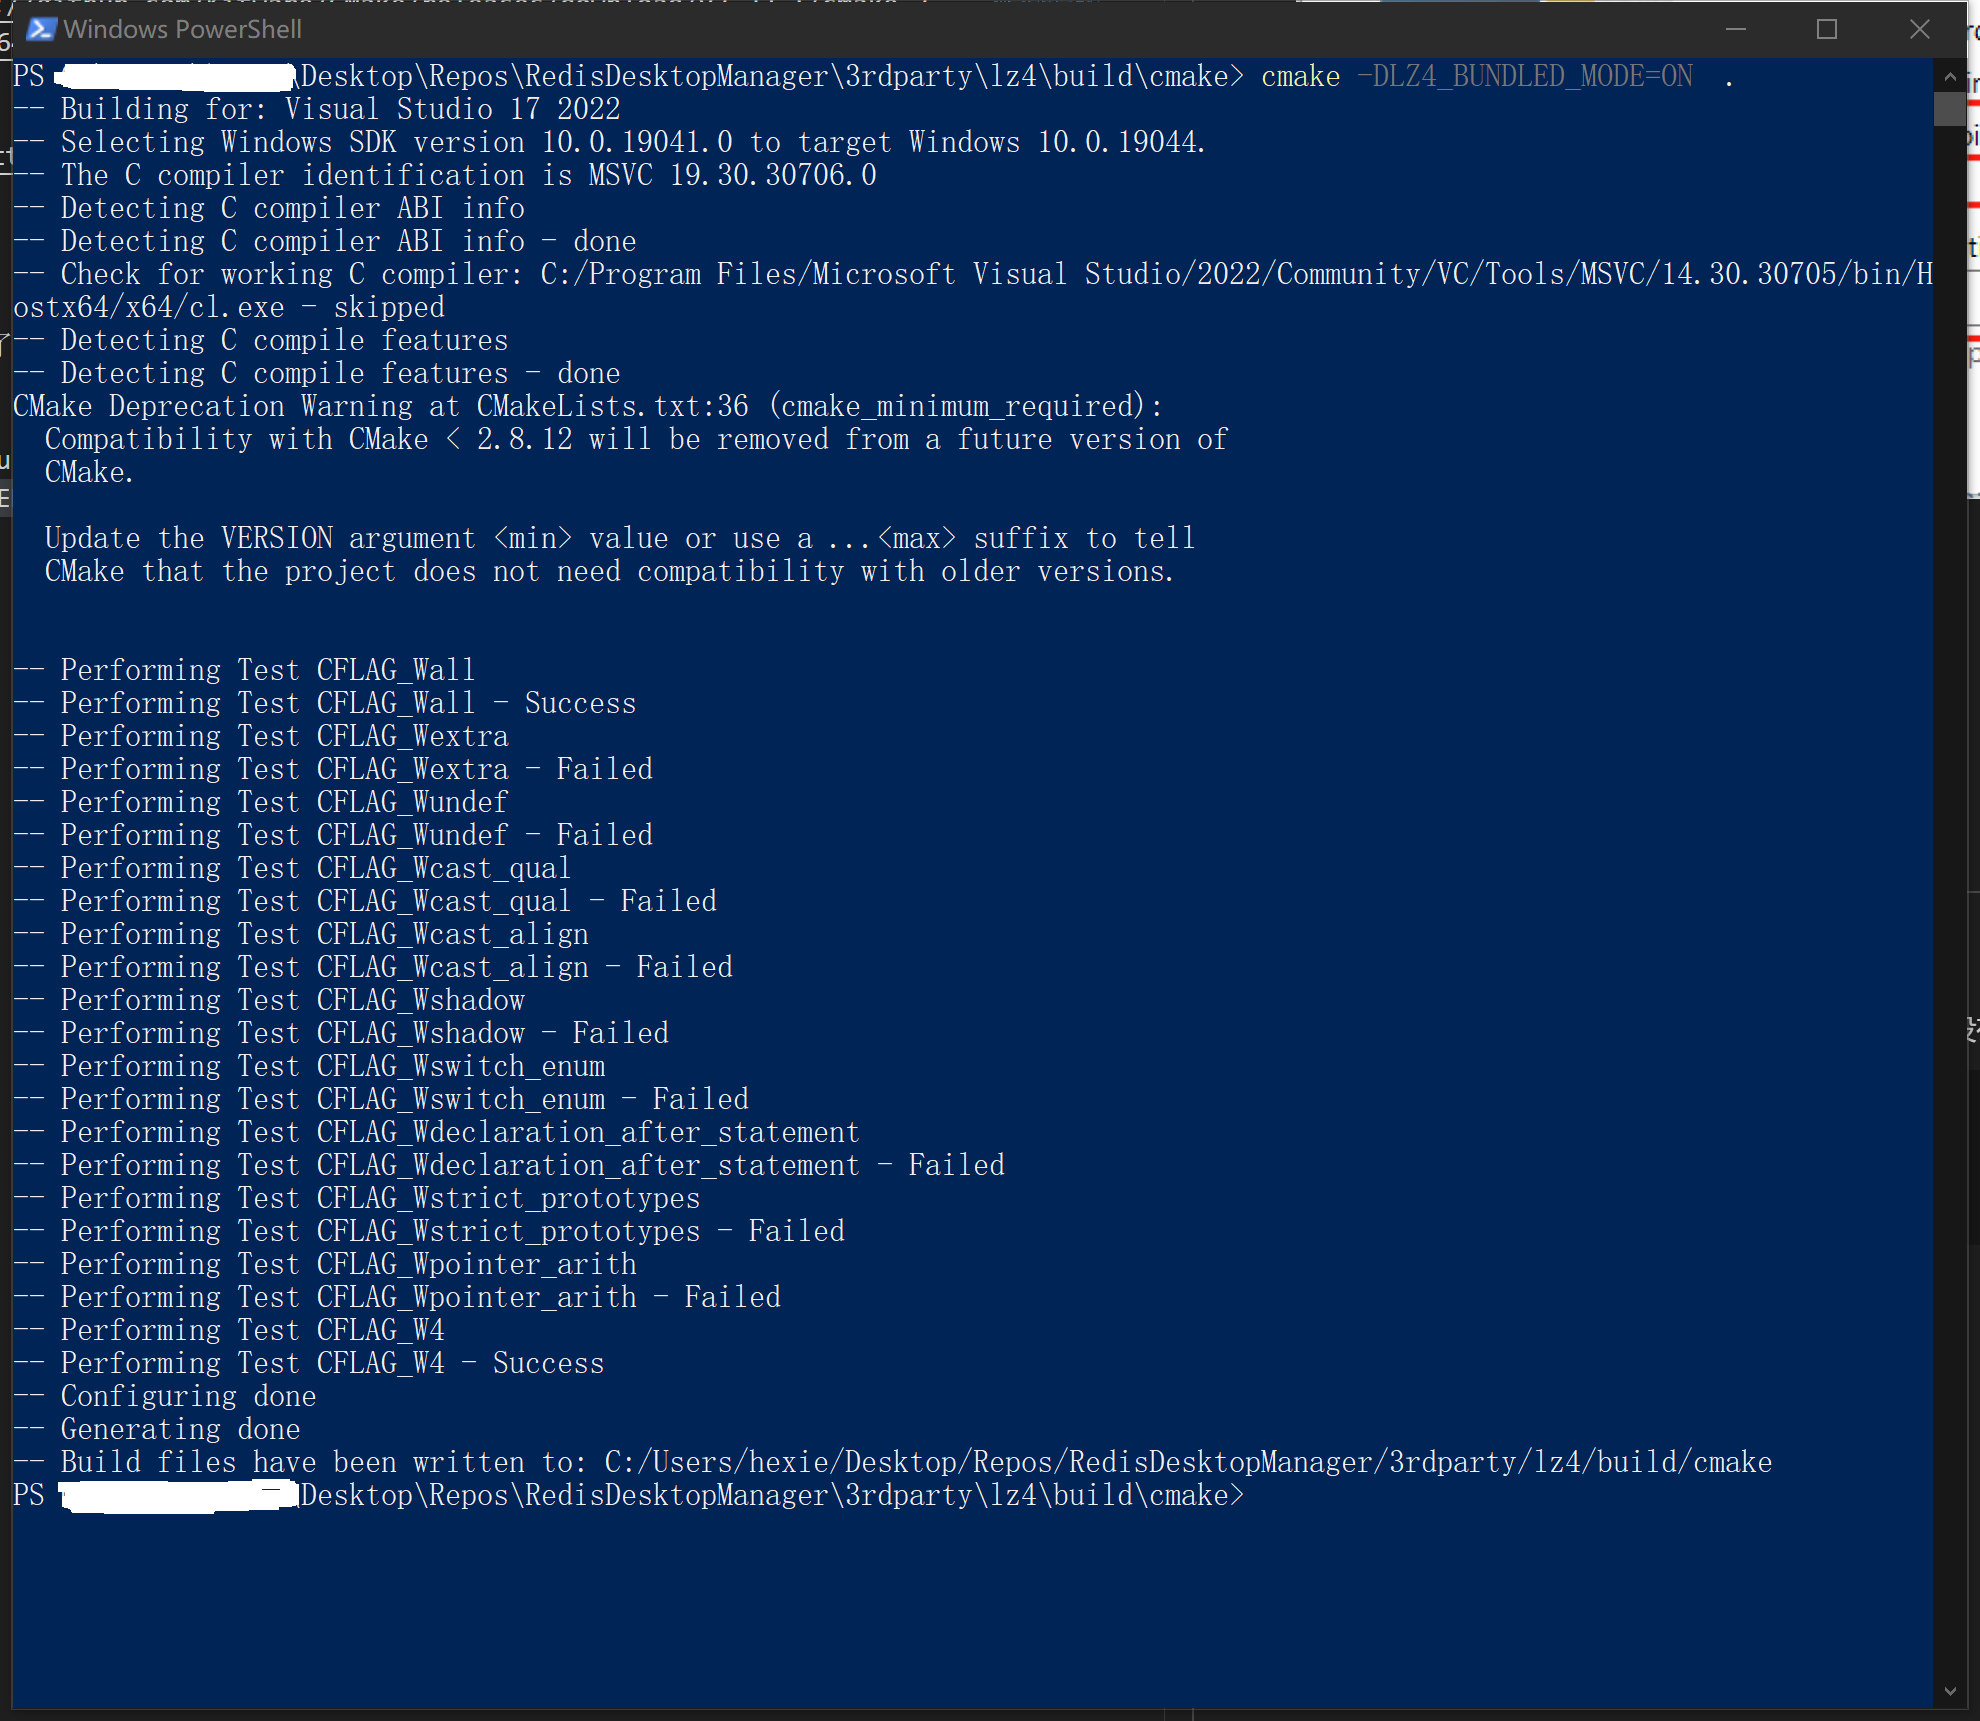 Windows PowerShell
PS \Desktop\Repos\RedisDesktopManager\3rdparty\lz4\build\cmake> cmake -DLZ4_BUNDLED_MODE=ON  .
-- Building for: Visual Studio 17 2022
-- Selecting Windows SDK version 10.0.19041.0 to target Windows 10.0.19044.
-- The C compiler identification is MSVC 19.30.30706.0
-- Detecting C compiler ABI info
-- Detecting C compiler ABI info - done
-- Check for working C compiler: C:/Program Files/Microsoft Visual Studio/2022/Community/VC/Tools/MSVC/14.30.30705/bin/H
ostx64/x64/cl.exe - skipped
-- Detecting C compile features
-- Detecting C compile features - done
CMake Deprecation Warning at CMakeLists.txt:36 (cmake_minimum_required):
  Compatibility with CMake < 2.8.12 will be removed from a future version of
  CMake.
  Update the VERSION argument <min> value or use a ...<max> suffix to tell
  CMake that the project does not need compatibility with older versions.
-- Performing Test CFLAG_Wall
-- Performing Test CFLAG_Wall - Success
-- Performing Test CFLAG_Wextra
-- Performing Test CFLAG_Wextra - Failed
-- Performing Test CFLAG_Wundef
-- Performing Test CFLAG_Wundef - Failed
-- Performing Test CFLAG_Wcast_qual
-- Performing Test CFLAG_Wcast_qual - Failed
-- Performing Test CFLAG_Wcast_align
-- Performing Test CFLAG_Wcast_align - Failed
-- Performing Test CFLAG_Wshadow
-- Performing Test CFLAG_Wshadow - Failed
-- Performing Test CFLAG_Wswitch_enum
-- Performing Test CFLAG_Wswitch_enum - Failed
-- Performing Test CFLAG_Wdeclaration_after_statement
-- Performing Test CFLAG_Wdeclaration_after_statement - Failed
-- Performing Test CFLAG_Wstrict_prototypes
-- Performing Test CFLAG_Wstrict_prototypes - Failed
-- Performing Test CFLAG_Wpointer_arith
-- Performing Test CFLAG_Wpointer_arith - Failed
-- Performing Test CFLAG_W4
-- Performing Test CFLAG_W4 - Success
-- Configuring done
-- Generating done
-- Build files have been written to: C:/Users/hexie/Desktop/Repos/RedisDesktopManager/3rdparty/lz4/build/cmake
PS \Desktop\Repos\RedisDesktopManager\3rdparty\lz4\build\cmake>